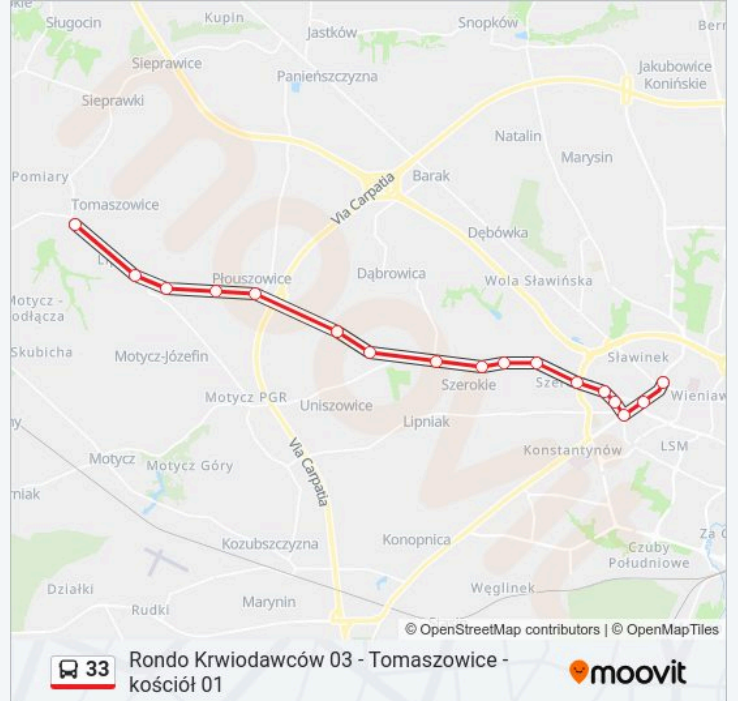 Sługocin
Kupin
Jastków
Snopków
Sieprawice
Panieńszczyzna
Jakubowice
Konińskie
Sieprawki
Natalin
Marysin
Pomiary
Barak
Via Carpatia
Tomaszowice
Dębówka
Płouszowice
Dąbrowica
Wola Sławińska
Motycz -
odłącza
Skubicha
Motycz-Józefin
Sławinek
Szerokie
Wieniaw
Motycz PGR
Uniszowice
Lipniak
Konstantynów
LSM
Motycz
Motycz Góry
Via Carpatia
niak
Kozubszczyzna
Konopnica
Za
Czuby
Południowe
Działki
Węglinek
Marynin
Rudki
© OpenStreetMap contributors | © OpenMapTiles
33
Rondo Krwiodawców 03 - Tomaszowice -
kościół 01
moovit